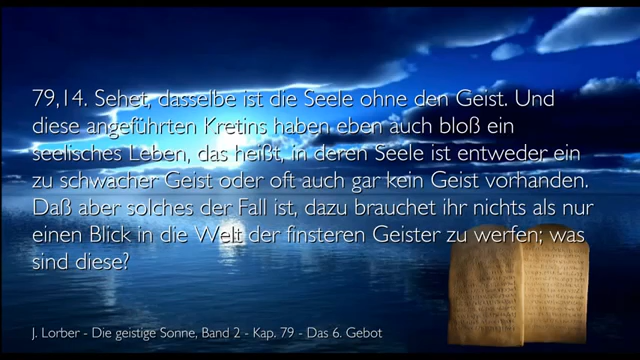 79,14. Sehet, dasselbe ist die Seele ohne den Geist. Und
diese angeführten Kretins haben eben auch bloß ein
seelisches Leben, das heißt, in deren Seele ist entweder ein
zu schwacher Geist oder oft auch gar kein Geist vorhanden.
Daß aber solches der Fall ist, dazu brauchet ihr nichts als nur
einen Blick in die Welt der finsteren Geister zu werfen; was
sind diese?
J. Lorber - Die geistige Sonne, Band 2 - Kap. 79 - Das 6. Gebot